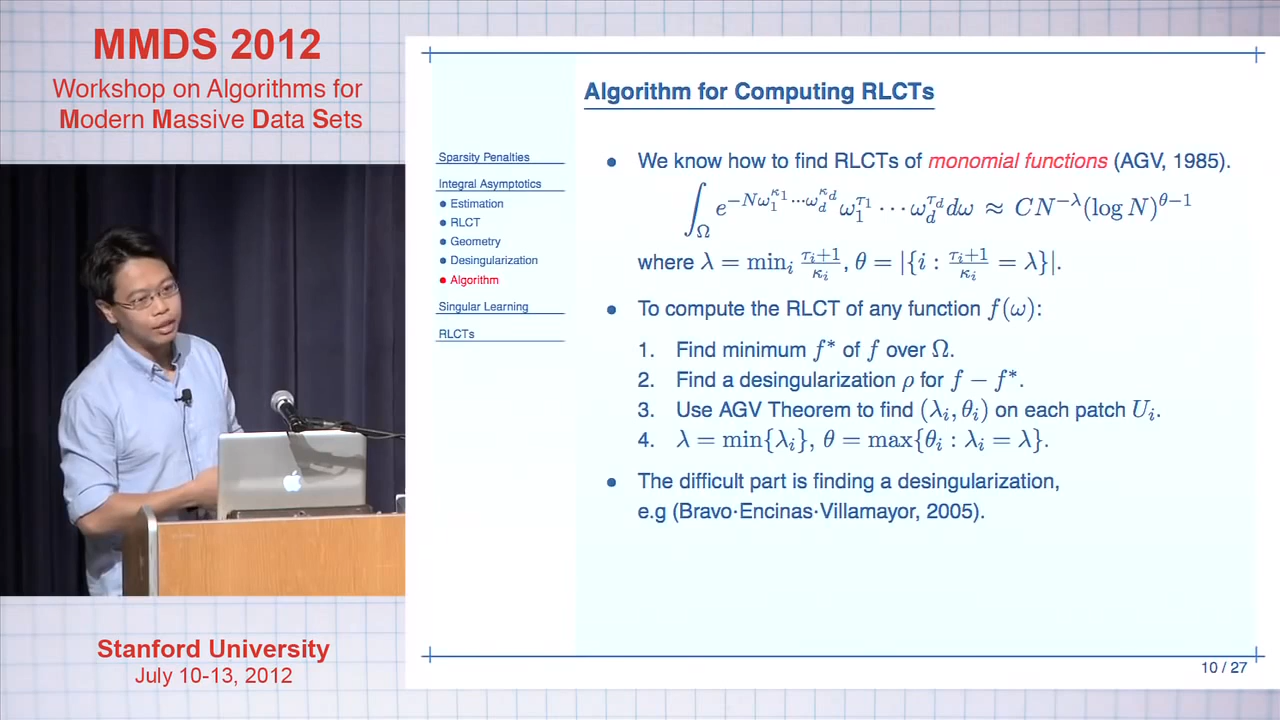 MMDS 2012
Workshop on Algorithms for
Modern Massive Data Sets
Stanford University
July 10-13, 2012
Sparsity Penalties
Integral Asymptotics
• Estimation
• RLCT
• Geometry
• Desingularization
• Algorithm
Singular Learning
RLCTs
Algorithm for Computing RLCTs
• We know how to find RLCTs of monomial functions (AGV, 1985).
∫_Ω e^{-Nω_1^{κ_1}⋯ω_d^{κ_d}} ω_1^{τ_1} ⋯ ω_d^{τ_d} dω ≈ CN^{-λ}(log N)^{θ-1}
where λ = min_i \frac{τ_i+1}{κ_i}, θ = |{i : \frac{τ_i+1}{κ_i} = λ}|.
• To compute the RLCT of any function f(ω):
1. Find minimum f* of f over Ω.
2. Find a desingularization ρ for f − f*.
3. Use AGV Theorem to find (λ_i, θ_i) on each patch U_i.
4. λ = min{λ_i}, θ = max{θ_i : λ_i = λ}.
• The difficult part is finding a desingularization,
e.g (Bravo·Encinas·Villamayor, 2005).
10 / 27